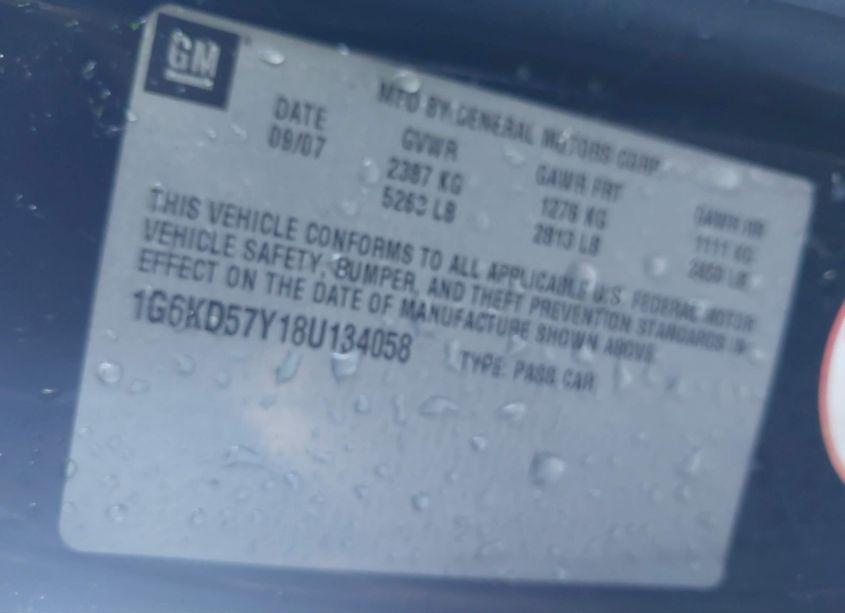 GM
MFD BY GENERAL MOTORS CORP
DATE GVWR GAWR FRT GAWR RR
09/07 2387 KG 1276 KG 1111 KG
5263 LB 2813 LB 2450 LB
THIS VEHICLE CONFORMS TO ALL APPLICABLE U.S. FEDERAL MOTOR
VEHICLE SAFETY, BUMPER, AND THEFT PREVENTION STANDARDS IN
EFFECT ON THE DATE OF MANUFACTURE SHOWN ABOVE.
1G6KD57Y18U134058 TYPE: PASS CAR